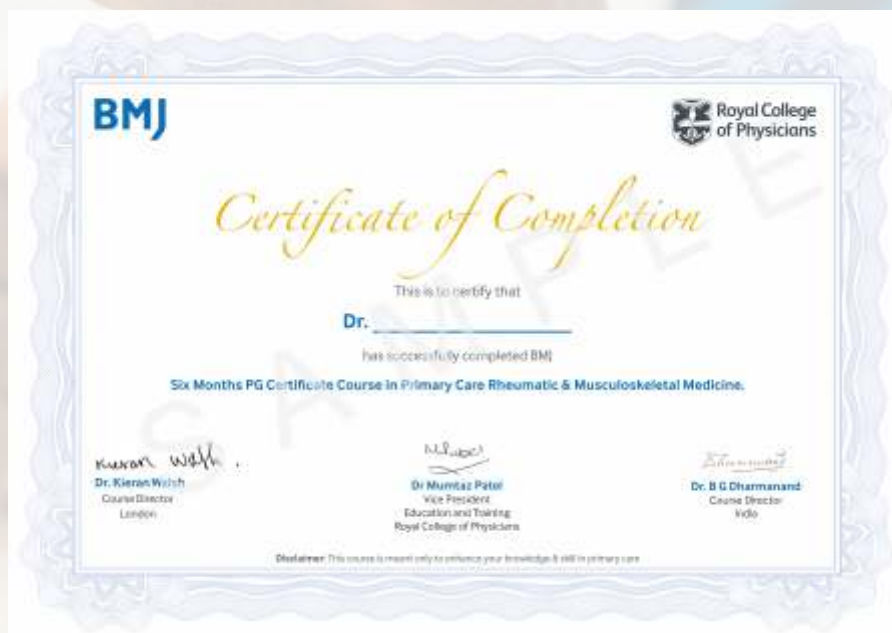 BMJ
Royal College
of Physicians
Certificate of Completion
This is to certify that
Dr.
has successfully completed BMJ
Six Months PG Certificate Course in Primary Care Rheumatic & Musculoskeletal Medicine.
SAMPLE
Kieran Walsh.
Dr. Kieran Walsh
Course Director
London
Dr Mumtaz Patel
Vice President
Education and Training
Royal College of Physicians
Dr. B G Dharmanand
Course Director
India
Disclaimer: This course is meant only to enhance your knowledge & skill in primary care